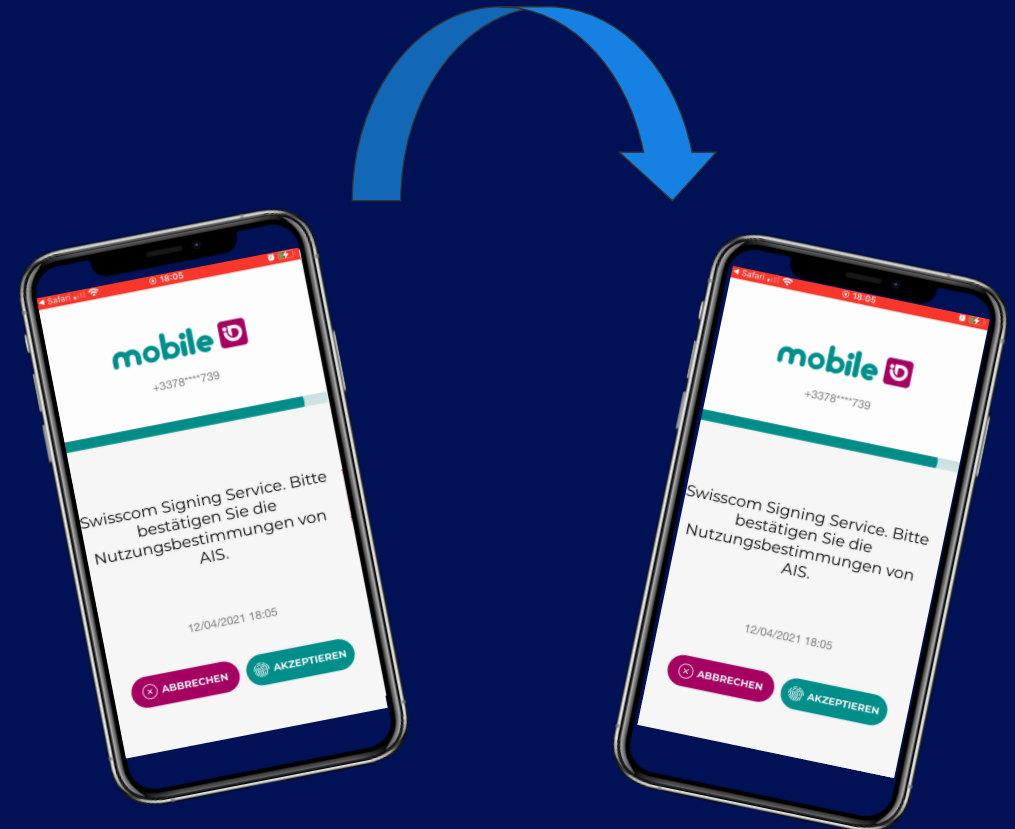 Safari
18:05
mobile iD
+3378****739
Swisscom Signing Service. Bitte
bestätigen Sie die
Nutzungsbestimmungen von
AIS.
12/04/2021 18:05
ABBRECHEN
AKZEPTIEREN
Safari
18:05
mobile iD
+3378****739
Swisscom Signing Service. Bitte
bestätigen Sie die
Nutzungsbestimmungen von
AIS.
12/04/2021 18:05
ABBRECHEN
AKZEPTIEREN